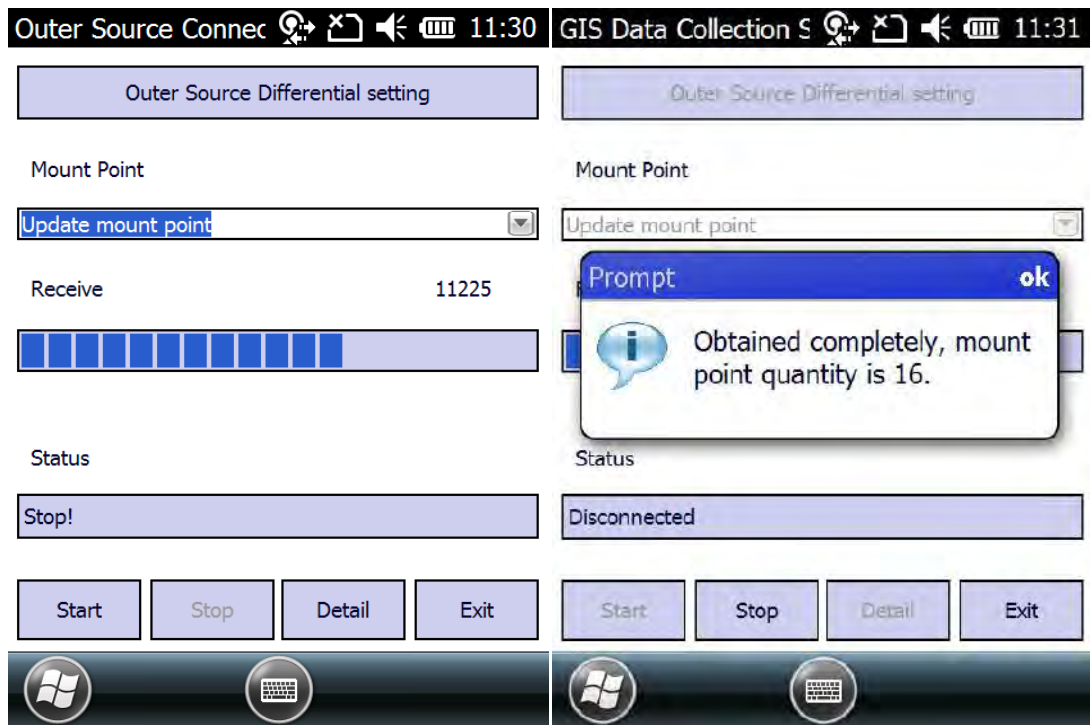 Outer Sour ce Connec 11:30
Outer Source Differential setting
Mount Point
Update mount point
Receive 11225
Status
Stop!
Start Stop Detail Exit
GIS Data Collection S 11:31
Outer Source Differential setting
Mount Point
Update mount point
Prompt ok
Obtained completely, mount
point quantity is 16.
Status
Disconnected
Start Stop Detail Exit